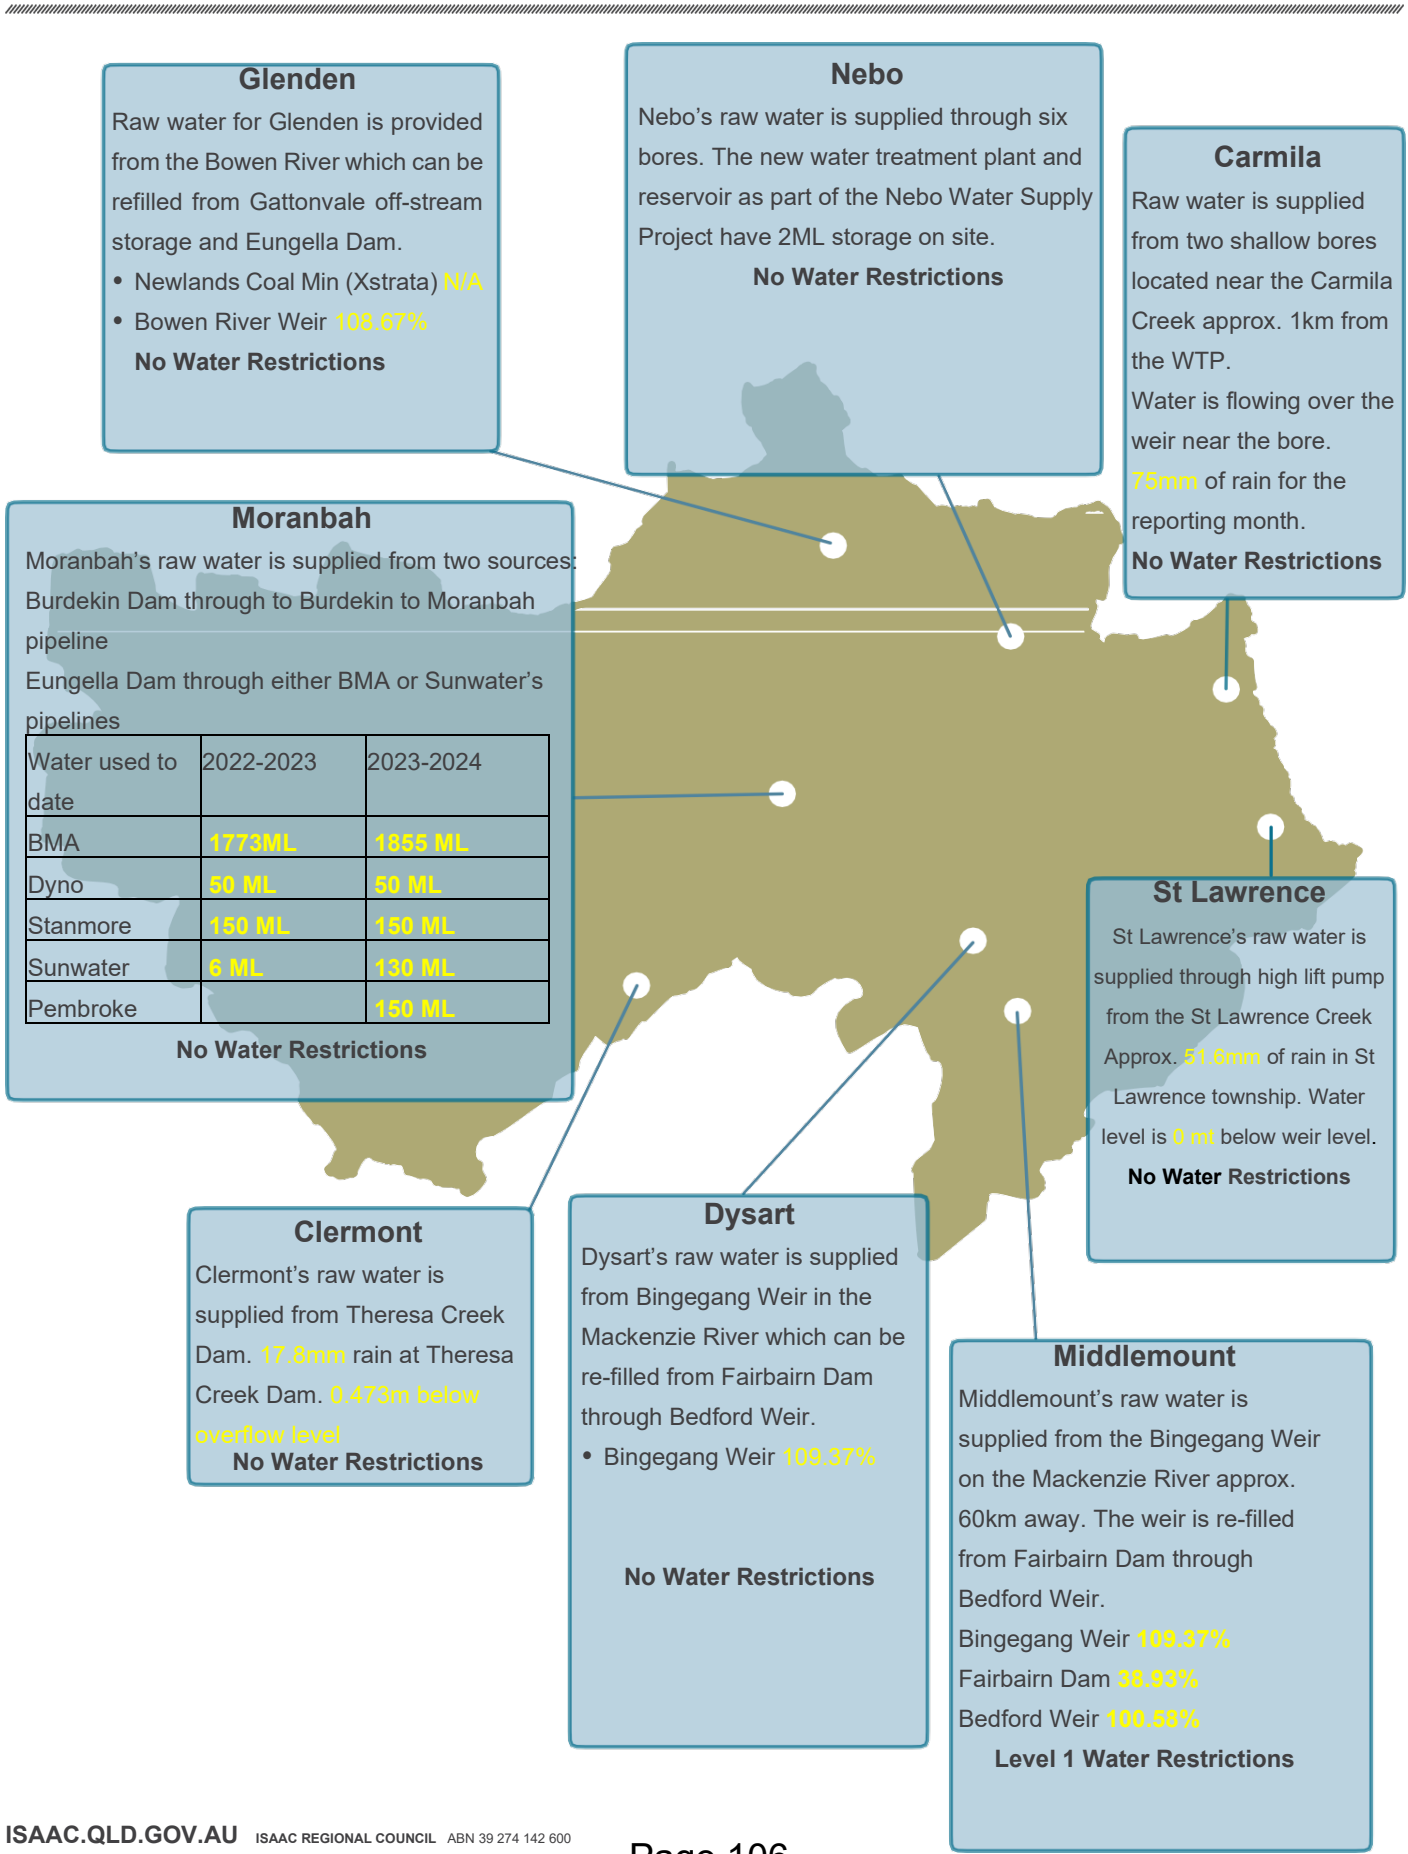 Glenden
Raw water for Glenden is provided
from the Bowen River which can be
refilled from Gattonvale off-stream
storage and Eungella Dam.
• Newlands Coal Min (Xstrata) N/A
• Bowen River Weir 108.67%
No Water Restrictions
Nebo
Nebo’s raw water is supplied through six
bores. The new water treatment plant and
reservoir as part of the Nebo Water Supply
Project have 2ML storage on site.
No Water Restrictions
Carmila
Raw water is supplied
from two shallow bores
located near the Carmila
Creek approx. 1km from
the WTP.
Water is flowing over the
weir near the bore.
75mm of rain for the
reporting month.
No Water Restrictions
Moranbah
Moranbah’s raw water is supplied from two sources:
Burdekin Dam through to Burdekin to Moranbah
pipeline
Eungella Dam through either BMA or Sunwater’s
pipelines
Water used to date 2022-2023 2023-2024
BMA 1773ML 1855 ML
Dyno 50 ML 50 ML
Stanmore 150 ML 150 ML
Sunwater 6 ML 130 ML
Pembroke 150 ML
No Water Restrictions
St Lawrence
St Lawrence’s raw water is
supplied through high lift pump
from the St Lawrence Creek
Approx. 51.6mm of rain in St
Lawrence township. Water
level is 0 mt below weir level.
No Water Restrictions
Clermont
Clermont’s raw water is
supplied from Theresa Creek
Dam. 17.8mm rain at Theresa
Creek Dam. 0.473m below
overflow level
No Water Restrictions
Dysart
Dysart’s raw water is supplied
from Bingegang Weir in the
Mackenzie River which can be
re-filled from Fairbairn Dam
through Bedford Weir.
• Bingegang Weir 109.37%
No Water Restrictions
Middlemount
Middlemount’s raw water is
supplied from the Bingegang Weir
on the Mackenzie River approx.
60km away. The weir is re-filled
from Fairbairn Dam through
Bedford Weir.
Bingegang Weir 109.37%
Fairbairn Dam 38.93%
Bedford Weir 100.58%
Level 1 Water Restrictions
ISAAC.QLD.GOV.AU ISAAC REGIONAL COUNCIL ABN 39 274 142 600
Page 106